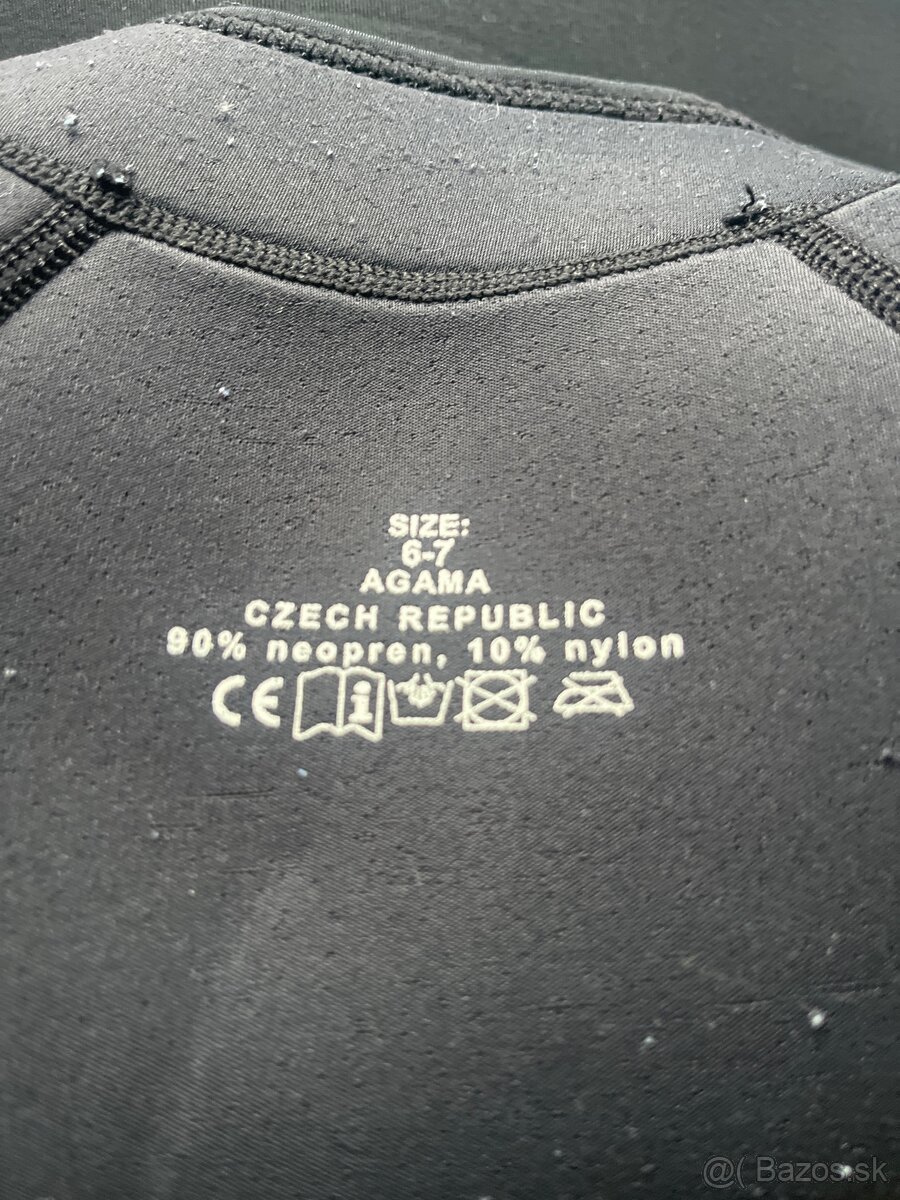 SIZE:
6-7
AGAMA
CZECH REPUBLIC
90% neopren, 10% nylon
CE i
@( Bazos.sk